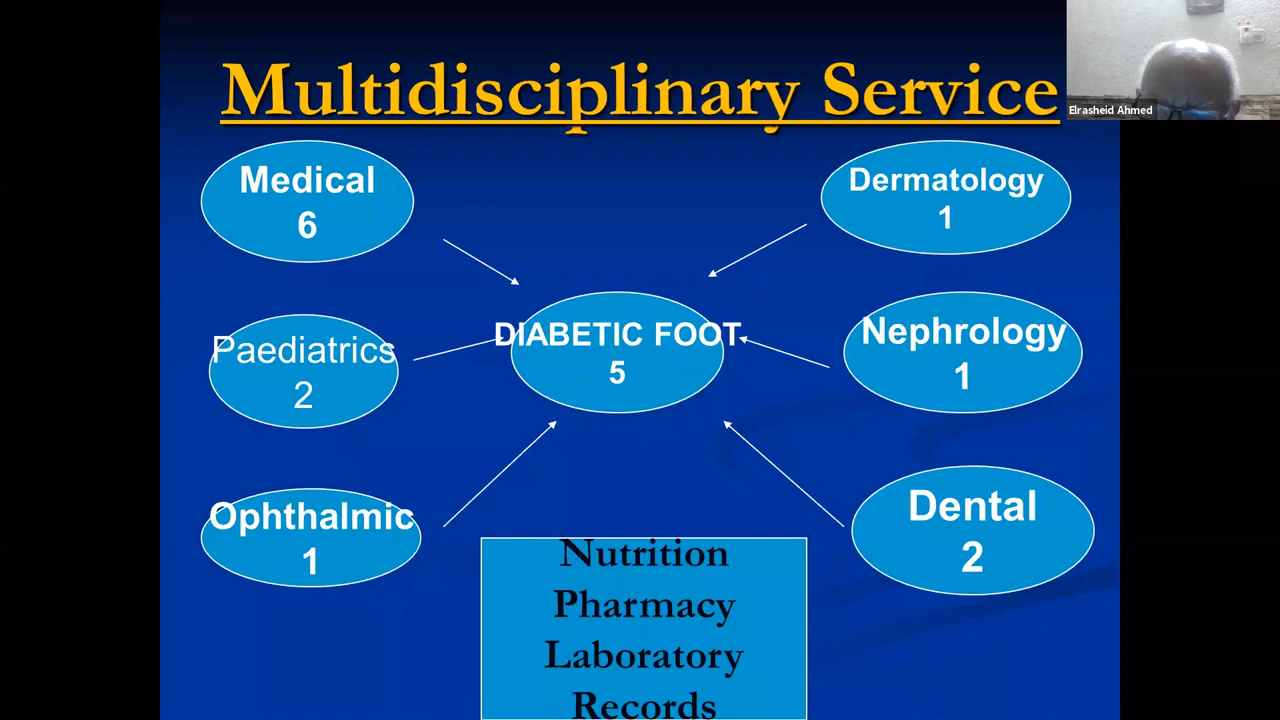 Multidisciplinary Service
Elrasheid Ahmed
Medical
6
Dermatology
1
Paediatrics
2
DIABETIC FOOT
5
Nephrology
1
Ophthalmic
1
Dental
2
Nutrition
Pharmacy
Laboratory
Records